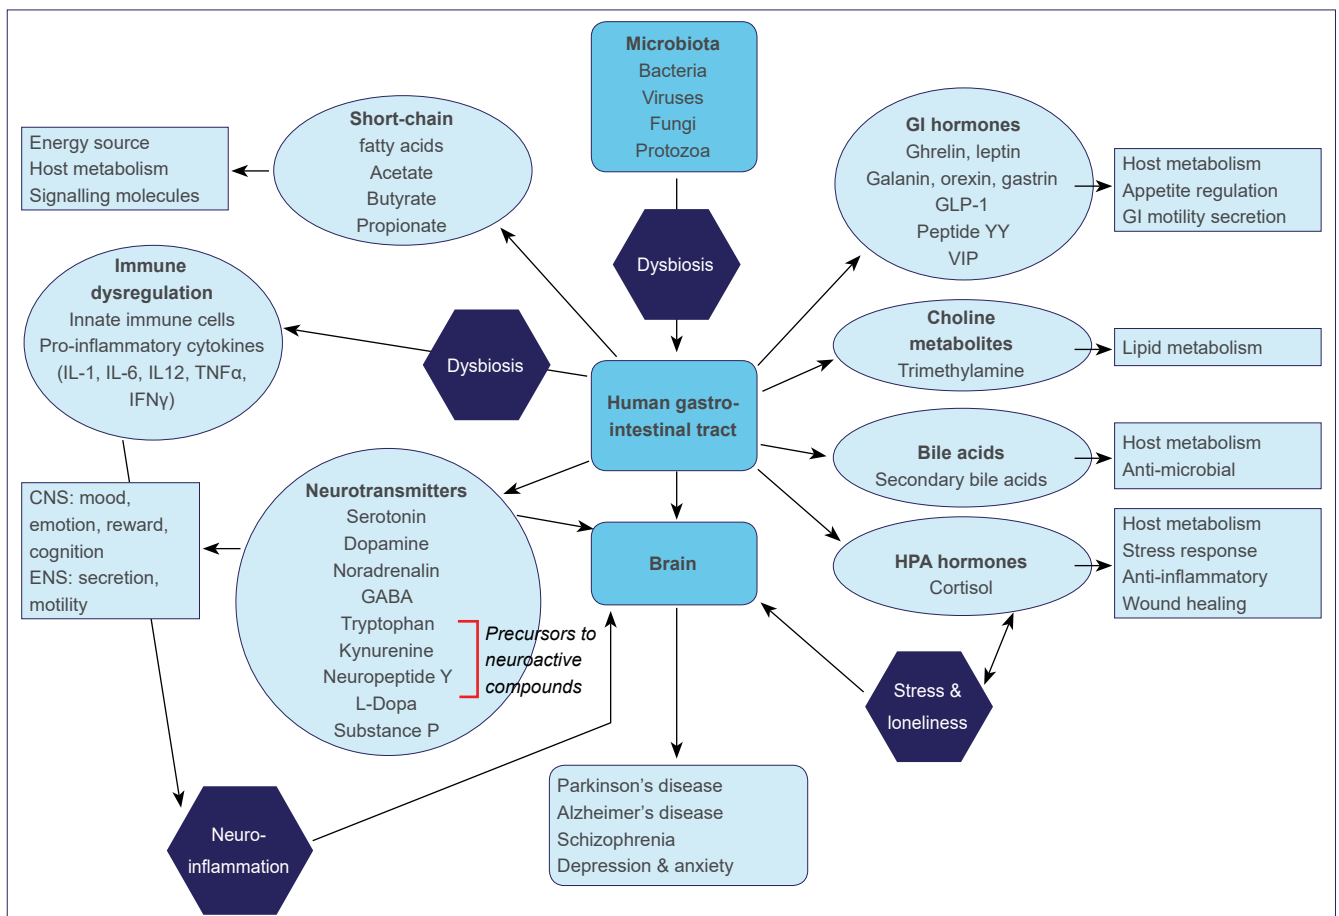 Microbiota
Bacteria
Viruses
Fungi
Protozoa
Short-chain
fatty acids
Acetate
Butyrate
Propionate
Energy source
Host metabolism
Signalling molecules
GI hormones
Ghrelin, leptin
Galanin, orexin, gastrin
GLP-1
Peptide YY
VIP
Host metabolism
Appetite regulation
GI motility secretion
Dysbiosis
Immune
dysregulation
Innate immune cells
Pro-inflammatory cytokines
(IL-1, IL-6, IL12, TNFα,
IFNγ)
Dysbiosis
Choline
metabolites
Trimethylamine
Lipid metabolism
Human gastro-
intestinal tract
Bile acids
Secondary bile acids
Host metabolism
Anti-microbial
CNS: mood,
emotion, reward,
cognition
ENS: secretion,
motility
Neurotransmitters
Serotonin
Dopamine
Noradrenalin
GABA
Tryptophan
Kynurenine
Neuropeptide Y
L-Dopa
Substance P
Precursors to
neuroactive
compounds
Brain
HPA hormones
Cortisol
Host metabolism
Stress response
Anti-inflammatory
Wound healing
Stress &
loneliness
Neuro-
inflammation
Parkinson’s disease
Alzheimer’s disease
Schizophrenia
Depression & anxiety